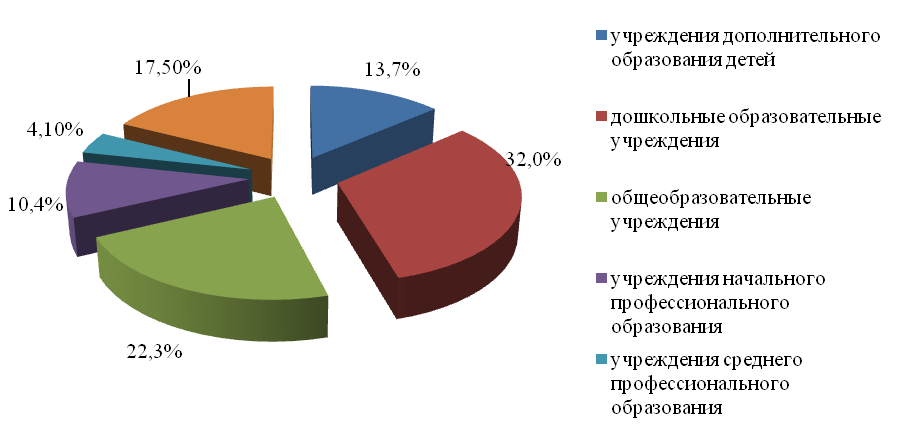 17,50%
13,7%
4,10%
32,0%
10,4%
22,3%
учреждения дополнительного
образования детей
дошкольные образовательные
учреждения
общеобразовательные
учреждения
учреждения начального
профессионального
образования
учреждения среднего
профессионального
образования